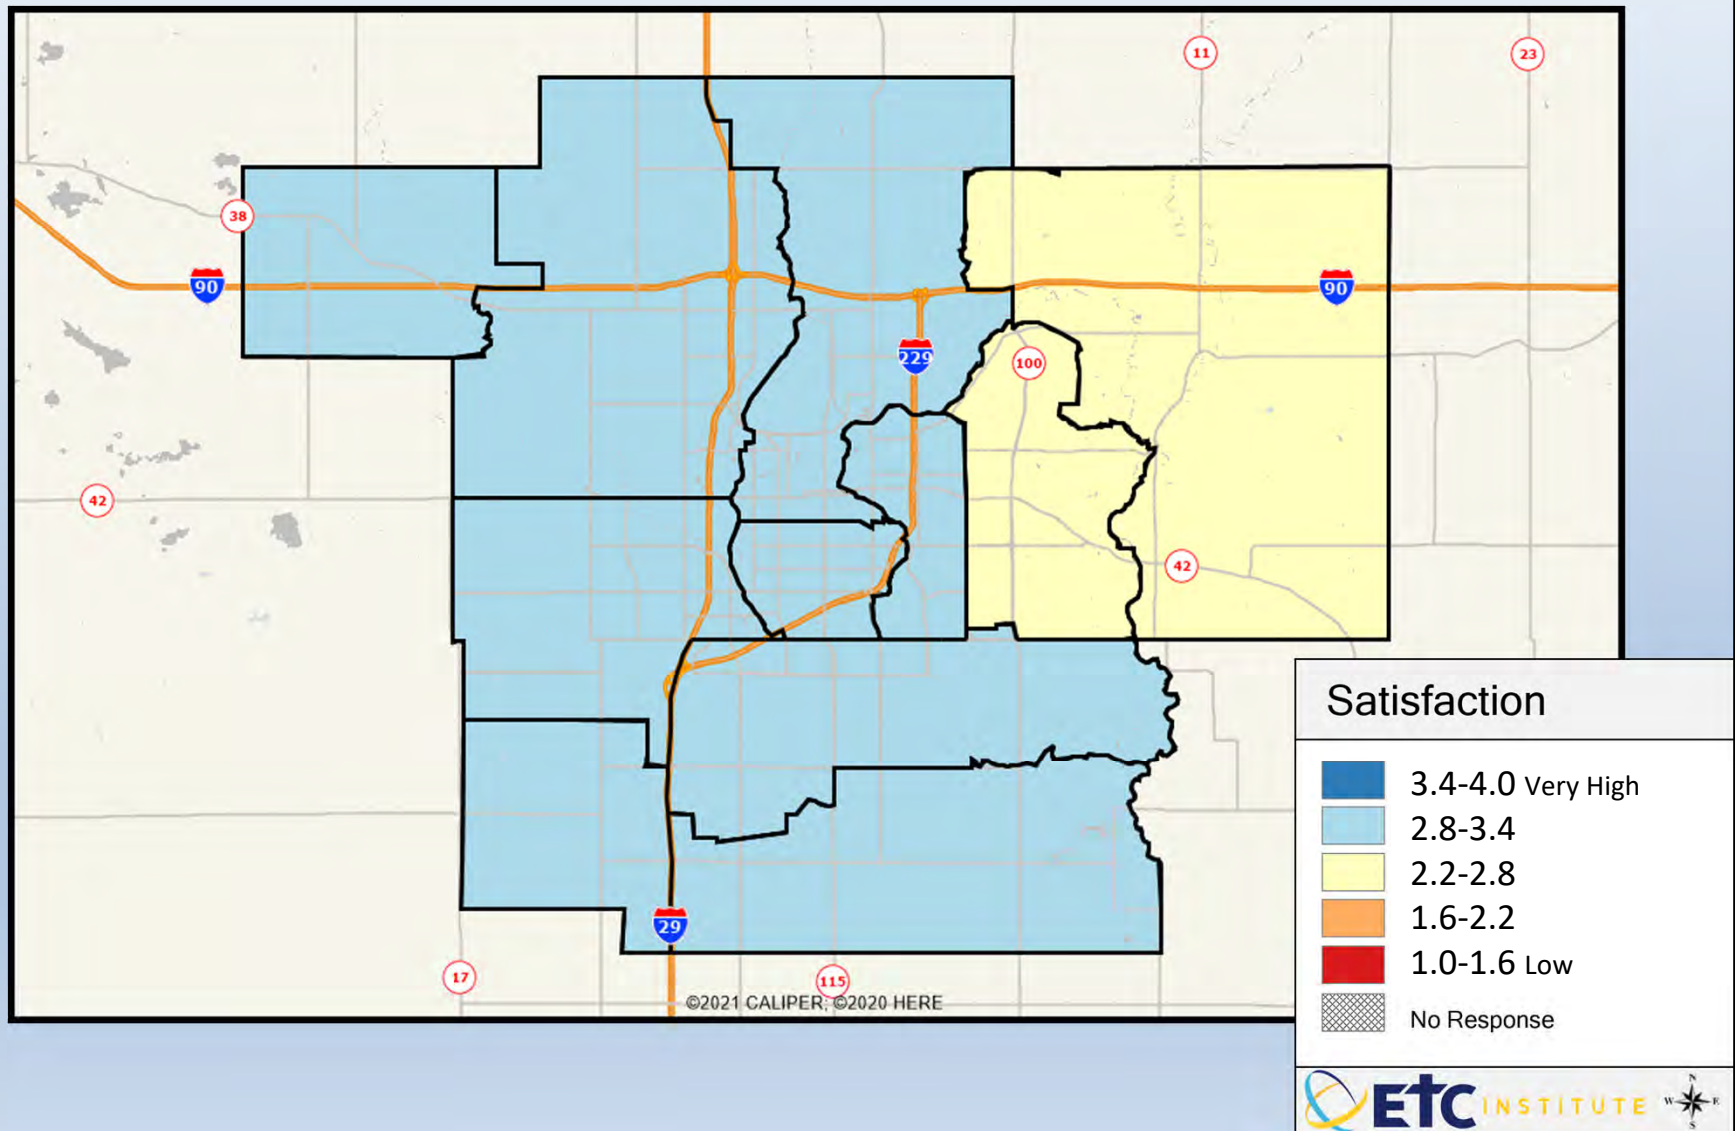 11
23
38
90
90
229
100
42
42
29
17
115
©2021 CALIPER; ©2020 HERE
Satisfaction
3.4-4.0 Very High
2.8-3.4
2.2-2.8
1.6-2.2
1.0-1.6 Low
No Response
ETC INSTITUTE
N
W E
S